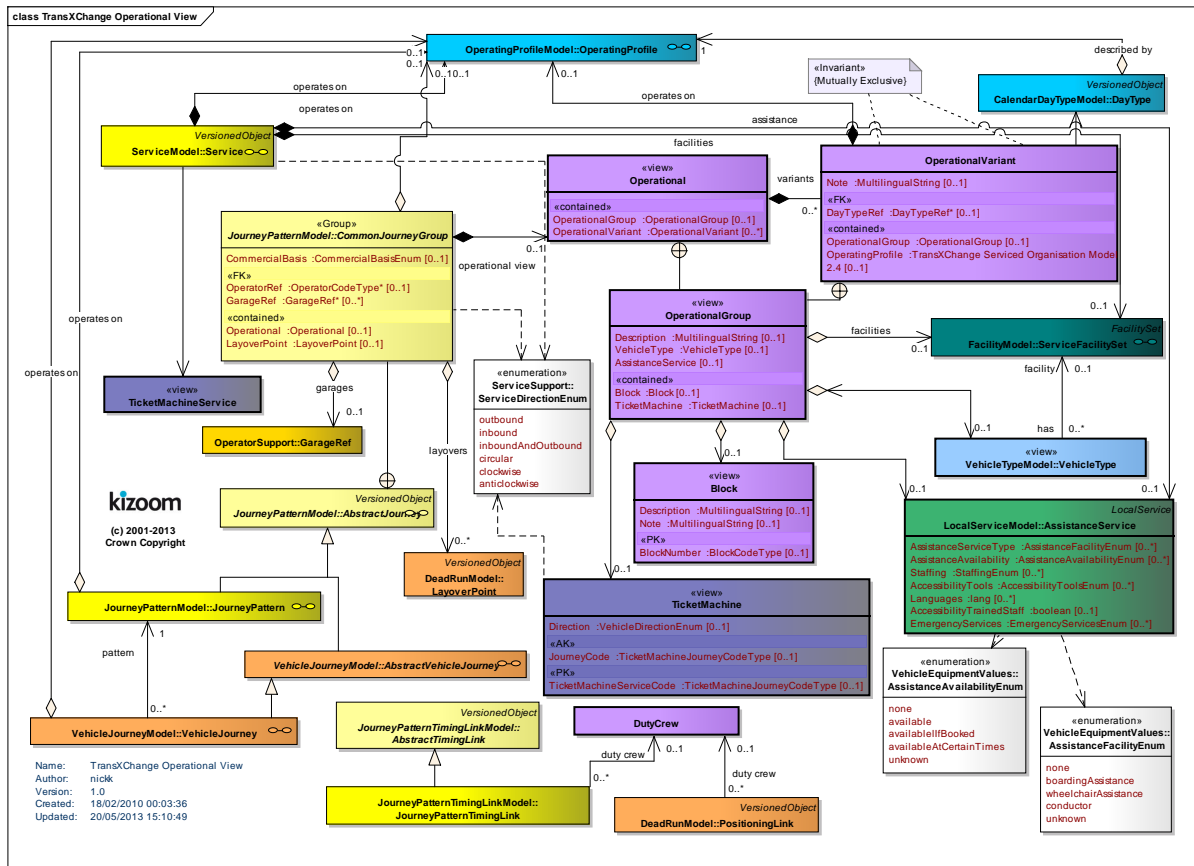 class TransXChange Operational View
OperatingProfileModel::OperatingProfile
0..1
0..1
0..1
0..1
0..1
1
described by
operates on
operates on
«Invariant»
{Mutually Exclusive}
VersionedObject
CalendarDayTypeModel::DayType
VersionedObject
ServiceModel::Service
assistance
facilities
«view»
Operational
«contained»
OperationalGroup :OperationalGroup [0..1]
OperationalVariant :OperationalVariant [0..*]
variants
0..*
OperationalVariant
Note :MultilingualString [0..1]
«FK»
DayTypeRef :DayTypeRef* [0..1]
«contained»
OperationalGroup :OperationalGroup [0..1]
OperatingProfile :TransXChange Serviced Organisation Model
2.4 [0..1]
«Group»
JourneyPatternModel::CommonJourneyGroup
CommercialBasis :CommercialBasisEnum [0..1]
«FK»
OperatorRef :OperatorCodeType* [0..1]
GarageRef :GarageRef* [0..*]
«contained»
Operational :Operational [0..1]
LayoverPoint :LayoverPoint [0..1]
0..1
operational view
operates on
operates on
«view»
OperationalGroup
Description :MultilingualString [0..1]
VehicleType :VehicleType [0..1]
AssistanceService :[0..1]
«contained»
Block :Block [0..1]
TicketMachine :TicketMachine [0..1]
facilities
0..1
0..1
FacilitySet
FacilityModel::ServiceFacilitySet
facility
0..1
has
0..*
0..1
«view»
VehicleTypeModel::VehicleType
«view»
TicketMachineService
garages
0..1
OperatorSupport::GarageRef
«enumeration»
ServiceSupport::
ServiceDirectionEnum
outbound
inbound
inboundAndOutbound
circular
clockwise
anticlockwise
layovers
0..*
0..1
«view»
Block
Description :MultilingualString [0..1]
Note :MultilingualString [0..1]
«PK»
BlockNumber :BlockCodeType [0..1]
kizoom
(c) 2001-2013
Crown Copyright
VersionedObject
JourneyPatternModel::AbstractJourney
0..1
0..1
LocalService
LocalServiceModel::AssistanceService
AssistanceServiceType :AssistanceFacilityEnum [0..*]
AssistanceAvailability :AssistanceAvailabilityEnum [0..*]
Staffing :StaffingEnum [0..*]
AccessibilityTools :AccessibilityToolsEnum [0..*]
Languages :lang [0..*]
AccessibilityTrainedStaff :boolean [0..1]
EmergencyServices :EmergencyServicesEnum [0..*]
VersionedObject
DeadRunModel::
LayoverPoint
0..1
«view»
TicketMachine
Direction :VehicleDirectionEnum [0..1]
«AK»
JourneyCode :TicketMachineJourneyCodeType [0..1]
«PK»
TicketMachineServiceCode :TicketMachineJourneyCodeType [0..1]
JourneyPatternModel::JourneyPattern
1
pattern
0..*
VehicleJourneyModel::AbstractVehicleJourney
VehicleJourneyModel::VehicleJourney
«enumeration»
VehicleEquipmentValues::
AssistanceAvailabilityEnum
none
available
availableIfBooked
availableAtCertainTimes
unknown
«enumeration»
VehicleEquipmentValues::
AssistanceFacilityEnum
none
boardingAssistance
wheelchairAssistance
conductor
unknown
VersionedObject
JourneyPatternTimingLinkModel::
AbstractTimingLink
DutyCrew
0..1
0..1
duty crew
duty crew
0..*
0..*
JourneyPatternTimingLinkModel::
JourneyPatternTimingLink
VersionedObject
DeadRunModel::PositioningLink
Name: TransXChange Operational View
Author: nickk
Version: 1.0
Created: 18/02/2010 00:03:36
Updated: 20/05/2013 15:10:49